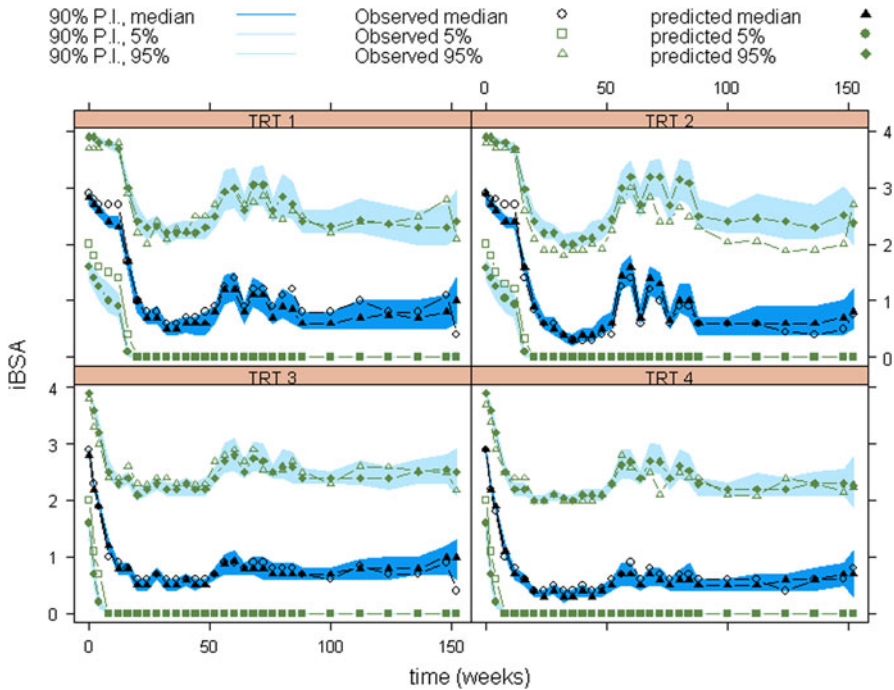 90% P.I., median Observed median predicted median
90% P.I., 5% Observed 5% predicted 5%
90% P.I., 95% Observed 95% predicted 95%
0 50 100 150
TRT 1 TRT 2
4
3
2
1
0
iBSA
TRT 3 TRT 4
4
3
2
1
0
0 50 100 150
time (weeks)